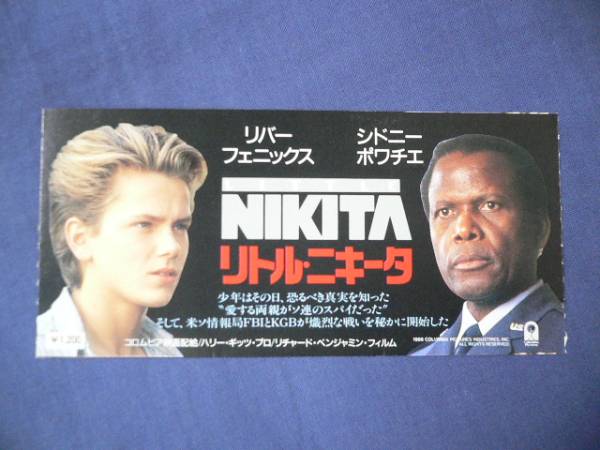 リバー
フェニックス
シドニー
ポワチエ
NIKITA
リトル・ニキータ
少年はその日、恐るべき真実を知った
"愛する両親がソ連のスパイだった"
そして、米ソ情報局FBIとKGBが熾烈な戦いを秘かに開始した
¥1,200
コロムビア映画配給/ハリー・ギッツ・プロ/リチャード・ベンジャミン・フィルム
COLUMBIA PICTURES INDUSTRIES, INC.
ALL RIGHTS RESERVED.